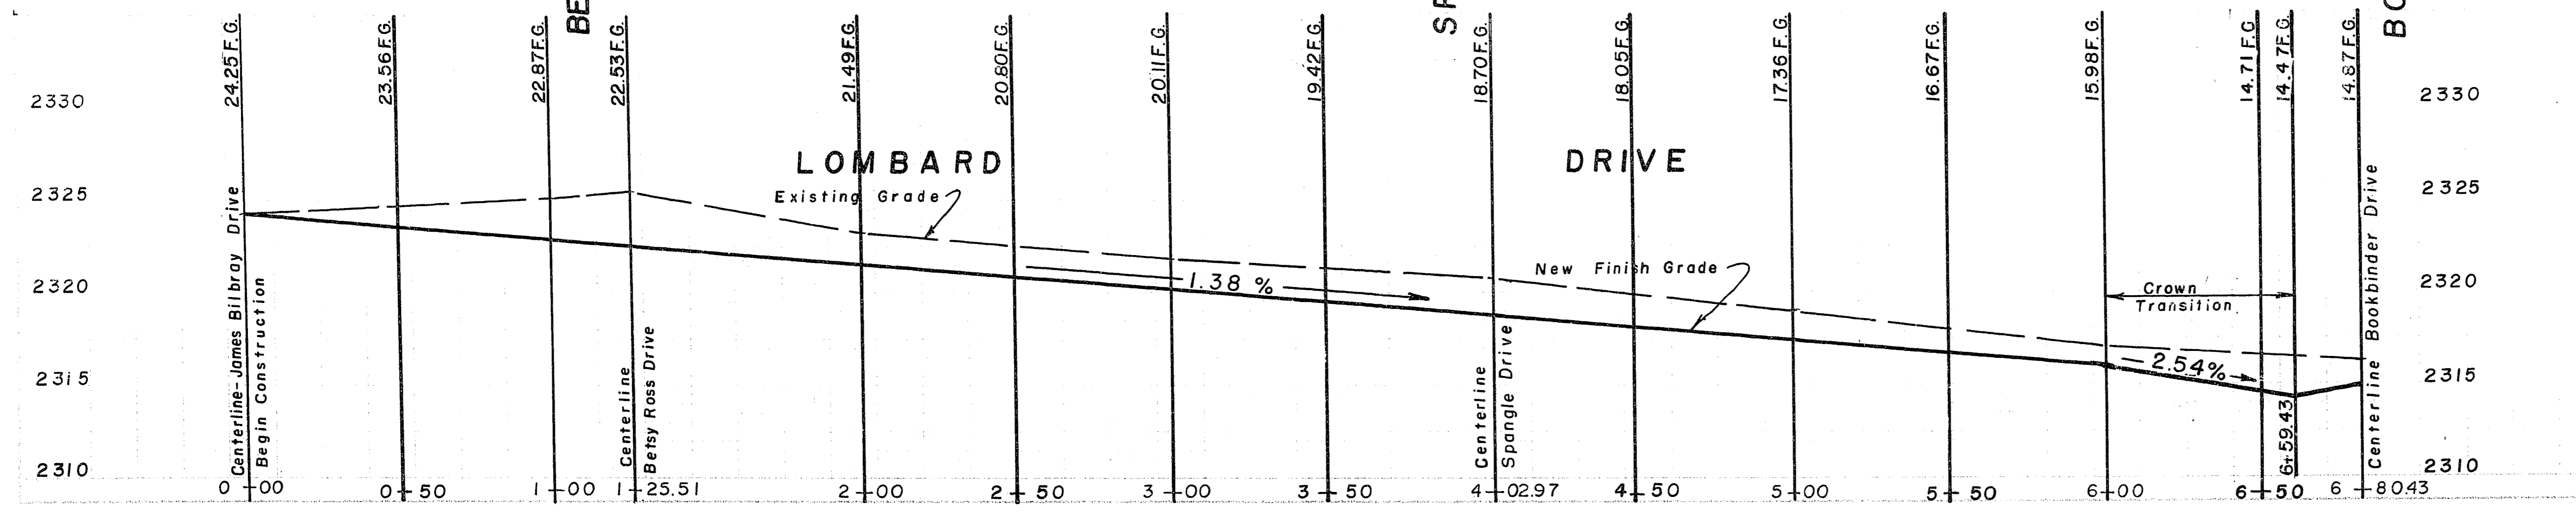 24.25 F.G.
23.56 F.G.
22.87 F.G.
BE
22.53 F.G.
21.49 F.G.
20.80 F.G.
20.11 F.G.
19.42 F.G.
SP
18.70 F.G.
18.05 F.G.
17.36 F.G.
16.67 F.G.
15.98 F.G.
14.71 F.G
14.47 F.G.
14.87 F.G.
BO
2330
2330
LOMBARD DRIVE
2325
Existing Grade
2325
2320
1.38 %
New Finish Grade
Crown
Transition
2320
2315
2.54%
2315
2310
Centerline-James Bilbray Drive
Begin Construction
Centerline
Betsy Ross Drive
Centerline
Spangle Drive
6+59.43
Centerline Bookbinder Drive
2310
0+00
0+50
1+00
1+25.51
2+00
2+50
3+00
3+50
4+02.97
4+50
5+00
5+50
6+00
6+50
6+80.43